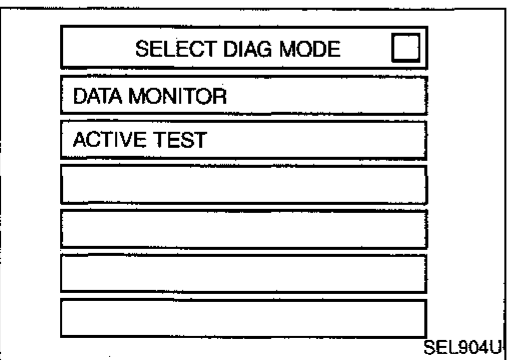 SELECT DIAG MODE
DATA MONITOR
ACTIVE TEST
SEL904U